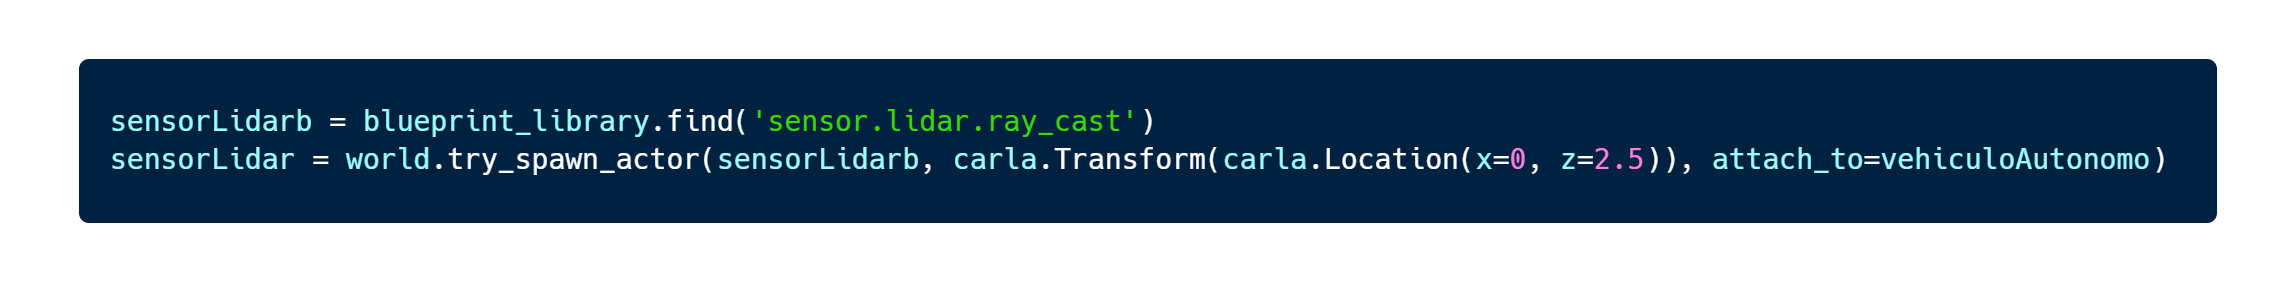 sensorLidarb = blueprint_library.find('sensor.lidar.ray_cast')
sensorLidar = world.try_spawn_actor(sensorLidarb, carla.Transform(carla.Location(x=0, z=2.5)), attach_to=vehiculoAutonomo)